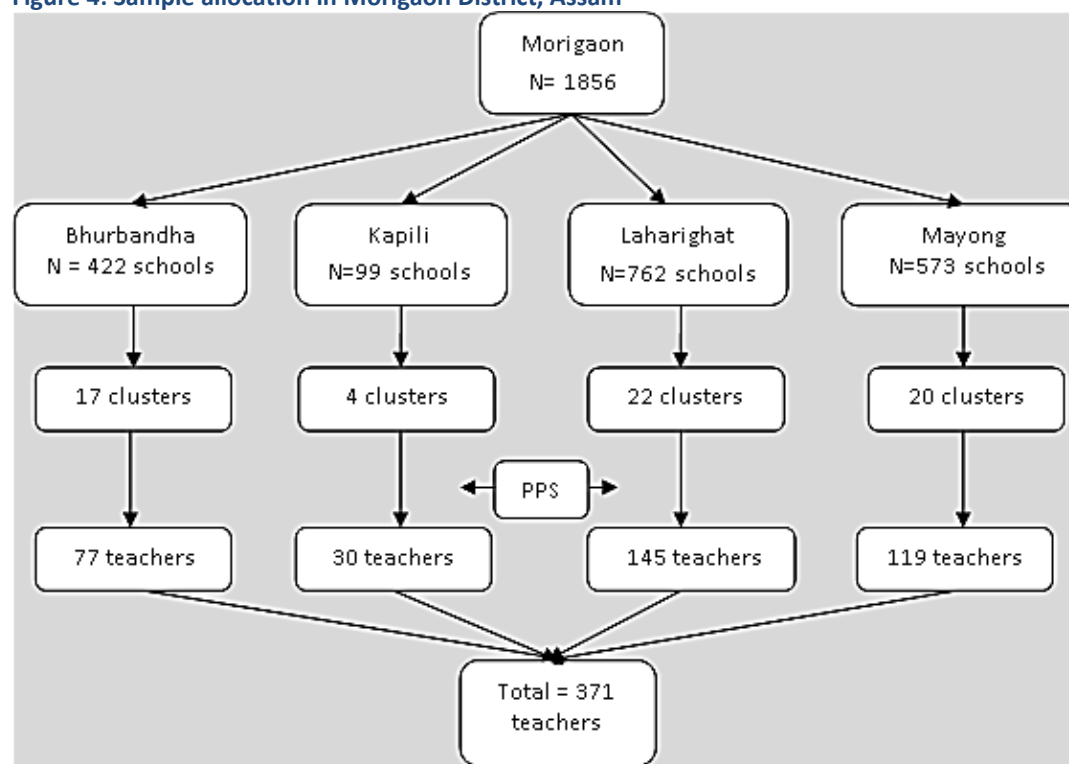 Figure 4: Sample allocation in Morigaon District, Assam
Morigaon
N= 1856
Bhurbandha
N = 422 schools
Kapili
N=99 schools
Laharighat
N=762 schools
Mayong
N=573 schools
17 clusters
4 clusters
22 clusters
20 clusters
PPS
77 teachers
30 teachers
145 teachers
119 teachers
Total = 371
teachers